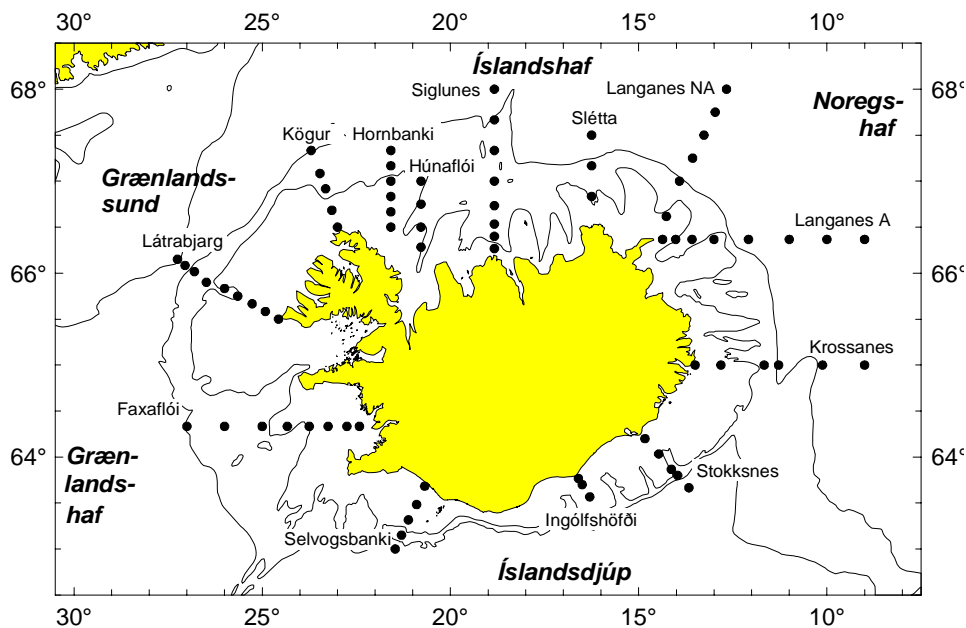 30°
25°
20°
15°
10°
Íslandshaf
68°
Siglunes
Langanes NA
68°
Noregs-
haf
Slétta
Kögur
Hornbanki
Húnaflói
Grænlands-
sund
Langanes A
Látrabjarg
66°
66°
Krossanes
Faxaflói
64°
Græn-
lands-
haf
64°
Stokksnes
Ingólfshöfði
Selvogsbanki
Íslandsdjúp
30°
25°
20°
15°
10°